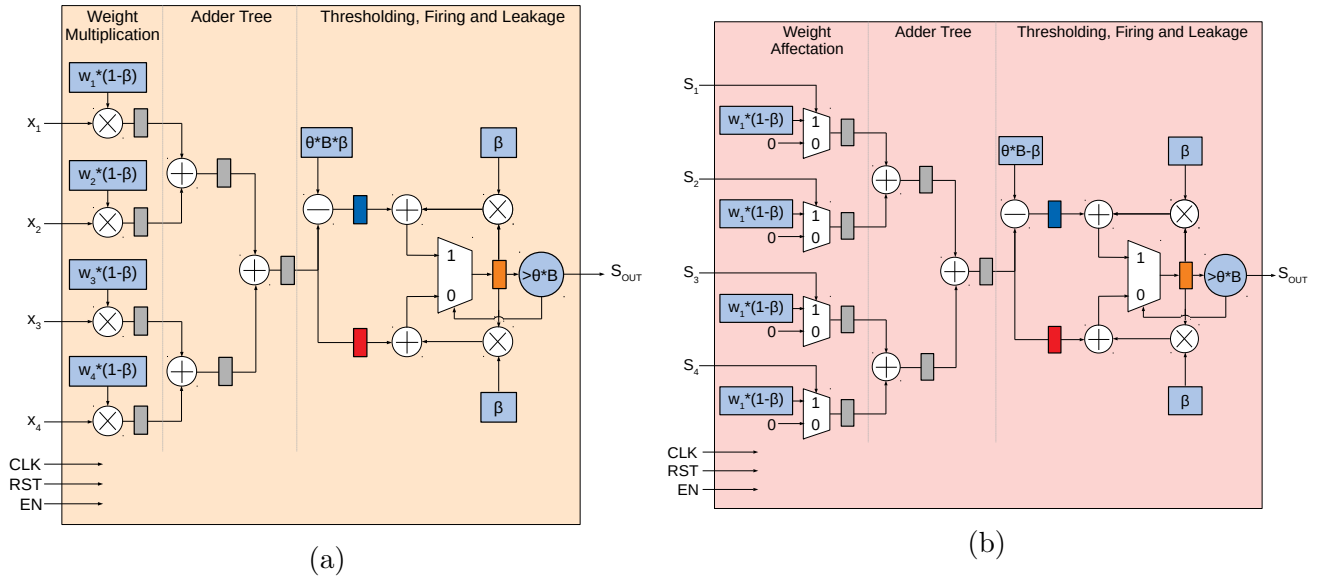 Weight
Multiplication
Adder Tree
Thresholding, Firing and Leakage
w1*(1-β)
x1
w2*(1-β)
x2
w3*(1-β)
x3
w4*(1-β)
x4
θ*B*β
β
1
0
>θ*B
SOUT
β
CLK
RST
EN
(a)
Weight
Affectation
Adder Tree
Thresholding, Firing and Leakage
S1
w1*(1-β)
1
0
0
S2
w1*(1-β)
1
0
0
S3
w1*(1-β)
1
0
0
S4
w1*(1-β)
1
0
0
θ*B-β
β
1
0
>θ*B
SOUT
β
CLK
RST
EN
(b)